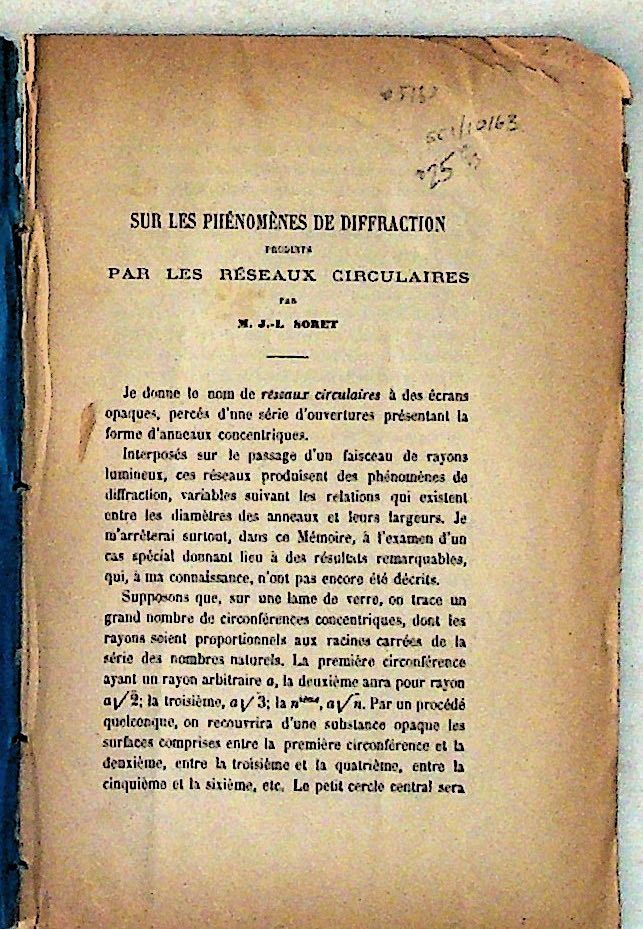 SUR LES PHÉNOMÈNES DE DIFFRACTION
PRODUITS
PAR LES RÉSEAUX CIRCULAIRES
PAR
M. J.-L. SORET
Je donne le nom de réseaux circulaires à des écrans
opaques, percés d'une série d'ouvertures présentant la
forme d'anneaux concentriques.
Interposés sur le passage d'un faisceau de rayons
lumineux, ces réseaux produisent des phénomènes de
diffraction, variables suivant les relations qui existent
entre les diamètres des anneaux et leurs largeurs. Je
m'arrêterai surtout, dans ce Mémoire, à l'examen d'un
cas spécial donnant lieu à des résultats remarquables,
qui, à ma connaissance, n'ont pas encore été décrits.
Supposons que, sur une lame de verre, on trace un
grand nombre de circonférences concentriques, dont les
rayons soient proportionnels aux racines carrées de la
série des nombres naturels. La première circonférence
ayant un rayon arbitraire a, la deuxième aura pour rayon
a√2; la troisième, a√3; la nième, a√n. Par un procédé
quelconque, on recouvrira d'une substance opaque les
surfaces comprises entre la première circonférence et la
deuxième, entre la troisième et la quatrième, entre la
cinquième et la sixième, etc. Le petit cercle central sera